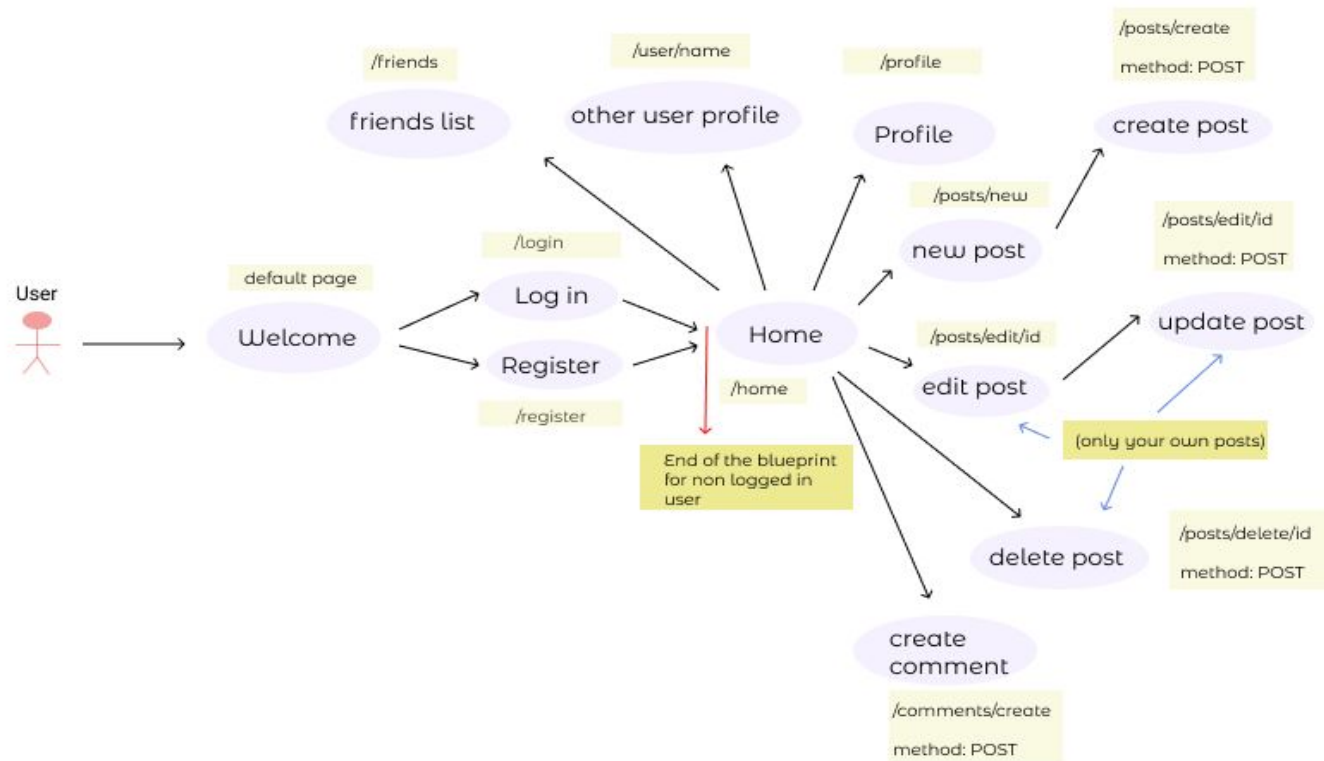 /posts/create
method: POST
create post
/user/name
other user profile
/friends
friends list
/profile
Profile
/posts/new
new post
/posts/edit/id
method: POST
update post
/login
Log in
default page
Welcome
User
Register
/register
Home
/home
/posts/edit/id
edit post
(only your own posts)
End of the blueprint
for non logged in
user
/posts/delete/id
method: POST
delete post
create
comment
/comments/create
method: POST